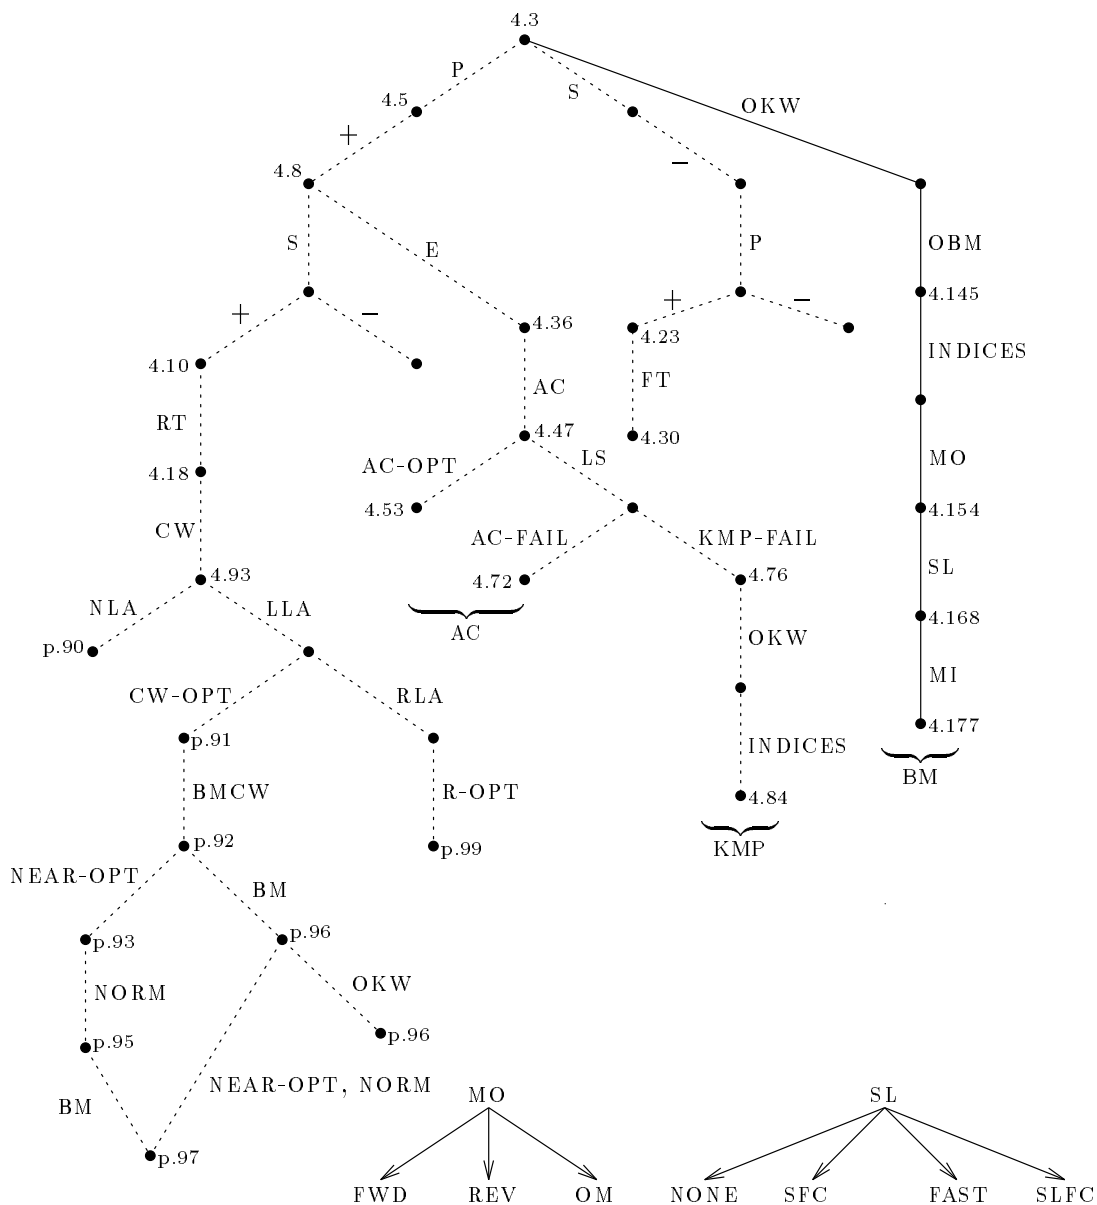 4.3
P
4.5
S
OKW
+
−
4.8
S
E
P
OBM
+
−
+
−
4.145
4.36
4.23
4.10
INDICES
AC
FT
RT
4.47
4.30
AC-OPT
LS
MO
4.18
4.53
4.154
CW
AC-FAIL
KMP-FAIL
SL
4.93
4.72
4.76
NLA
LLA
AC
OKW
4.168
p.90
MI
CW-OPT
RLA
4.177
p.91
INDICES
BM
BMCW
R-OPT
4.84
p.92
p.99
KMP
NEAR-OPT
BM
p.93
p.96
NORM
OKW
p.95
p.96
NEAR-OPT, NORM
BM
p.97
MO
SL
FWD
REV
OM
NONE
SFC
FAST
SLFC